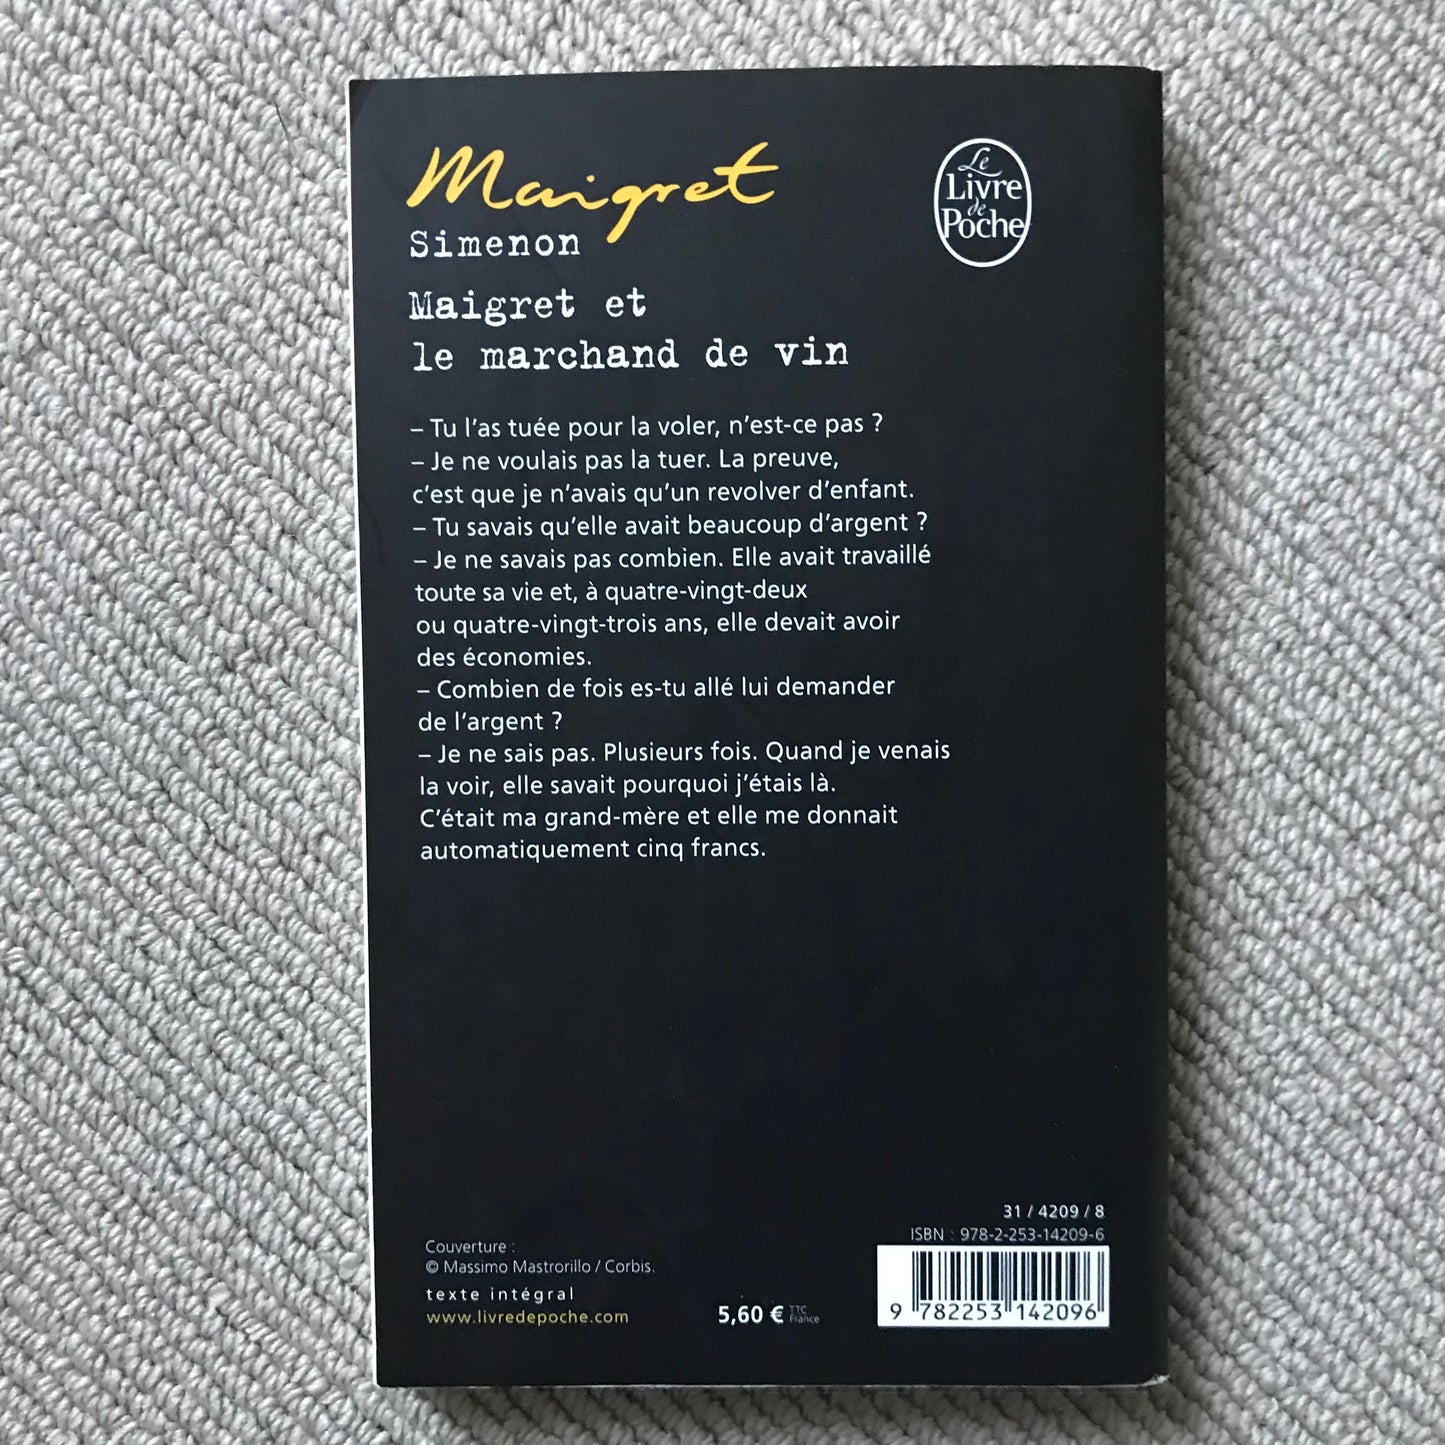 Maigret
Le
Livre
de
Poche
Simenon
Maigret et
le marchand de vin
– Tu l'as tuée pour la voler, n'est-ce pas ?
– Je ne voulais pas la tuer. La preuve,
c'est que je n'avais qu'un revolver d'enfant.
– Tu savais qu'elle avait beaucoup d'argent ?
– Je ne savais pas combien. Elle avait travaillé
toute sa vie et, à quatre-vingt-deux
ou quatre-vingt-trois ans, elle devait avoir
des économies.
– Combien de fois es-tu allé lui demander
de l'argent ?
– Je ne sais pas. Plusieurs fois. Quand je venais
la voir, elle savait pourquoi j'étais là.
C'était ma grand-mère et elle me donnait
automatiquement cinq francs.
31 / 4209 / 8
ISBN : 978-2-253-14209-6
Couverture :
© Massimo Mastrorillo / Corbis.
texte intégral
www.livredepoche.com
5,60 € TTC
France
9 782253 142096